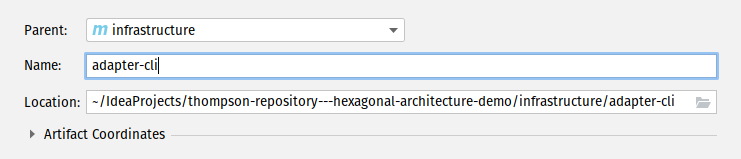 Parent: m infrastructure
Name: adapter-cli
Location: ~/IdeaProjects/thompson-repository---hexagonal-architecture-demo/infrastructure/adapter-cli
Artifact Coordinates